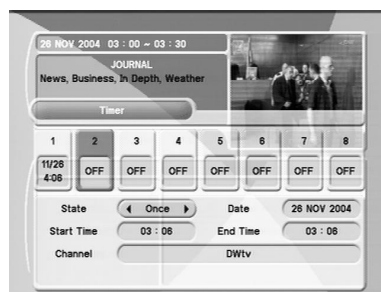 26 NOV 2004 03 : 00 ~ 03 : 30
JOURNAL
News, Business, In Depth, Weather
Timer
1 2 3 4 5 6 7 8
11/26 4:06 OFF OFF OFF OFF OFF OFF OFF
State Once Date 26 NOV 2004
Start Time 03 : 06 End Time 03 : 06
Channel DWtv